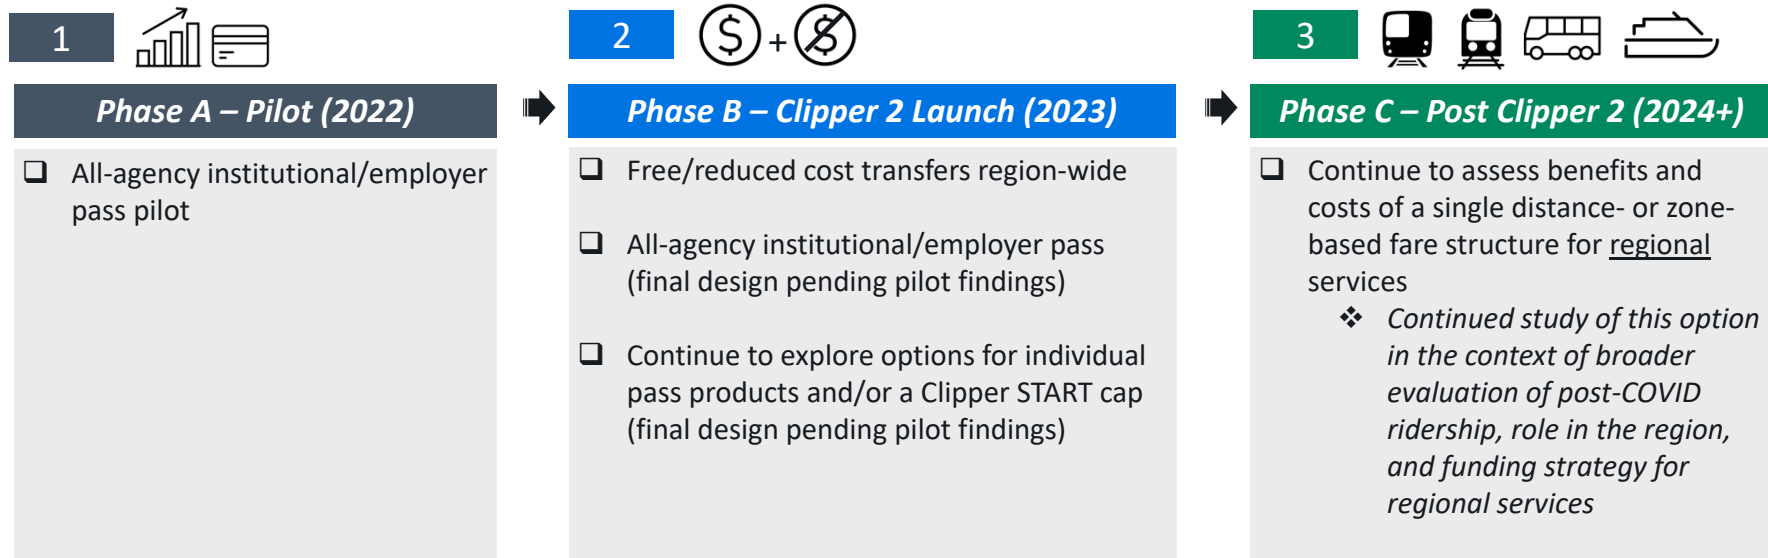 1
Phase A – Pilot (2022)
All-agency institutional/employer
pass pilot
2
$ + $
Phase B – Clipper 2 Launch (2023)
Free/reduced cost transfers region-wide
All-agency institutional/employer pass
(final design pending pilot findings)
Continue to explore options for individual
pass products and/or a Clipper START cap
(final design pending pilot findings)
3
Phase C – Post Clipper 2 (2024+)
Continue to assess benefits and
costs of a single distance- or zone-
based fare structure for regional
services
Continued study of this option
in the context of broader
evaluation of post-COVID
ridership, role in the region,
and funding strategy for
regional services